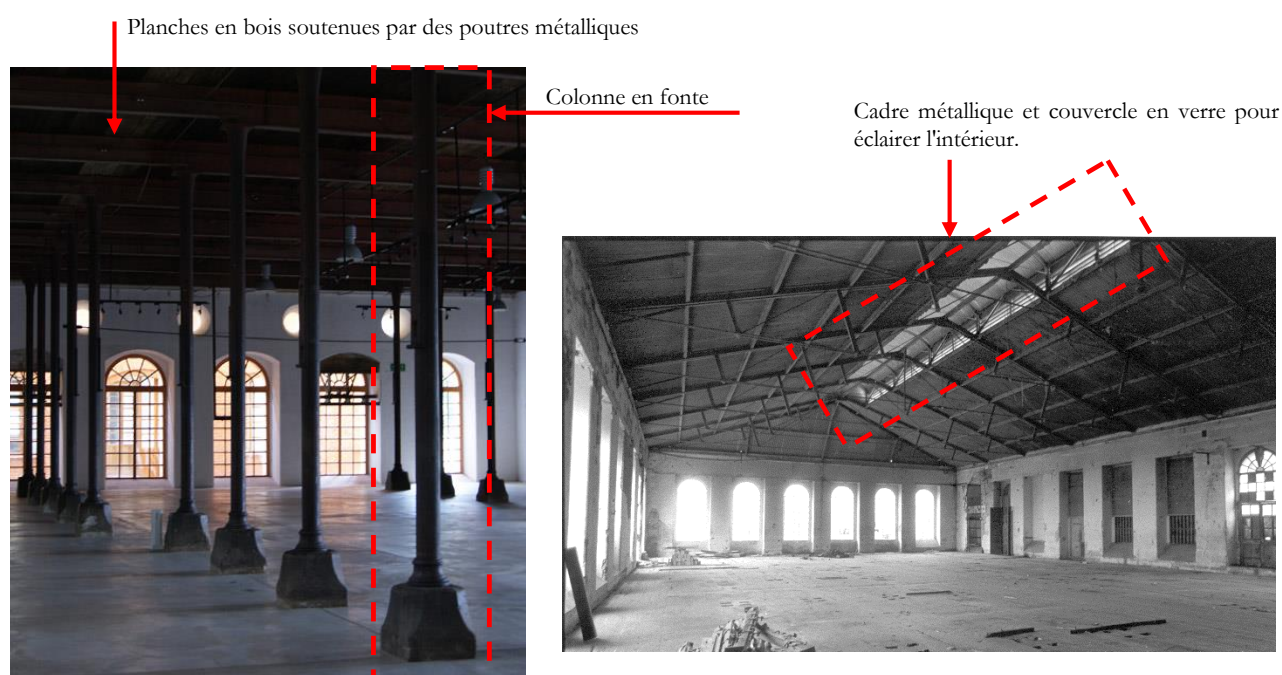 Planches en bois soutenues par des poutres métalliques
Colonne en fonte
Cadre métallique et couvercle en verre pour
éclairer l'intérieur.